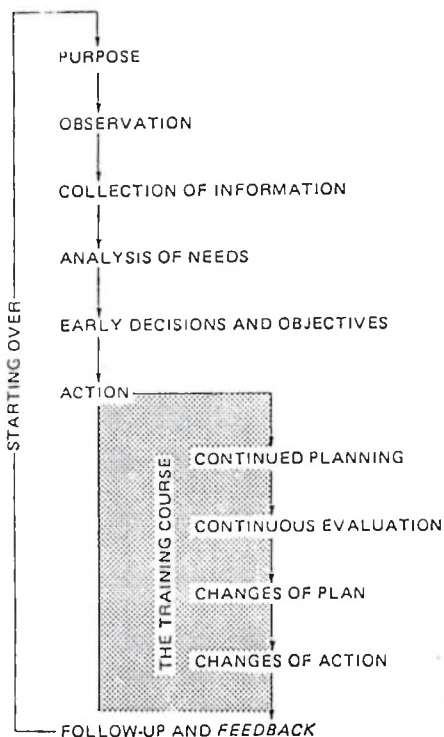 PURPOSE
OBSERVATION
COLLECTION OF INFORMATION
ANALYSIS OF NEEDS
EARLY DECISIONS AND OBJECTIVES
STARTING OVER
ACTION
THE TRAINING COURSE
CONTINUED PLANNING
CONTINUOUS EVALUATION
CHANGES OF PLAN
CHANGES OF ACTION
FOLLOW-UP AND FEEDBACK